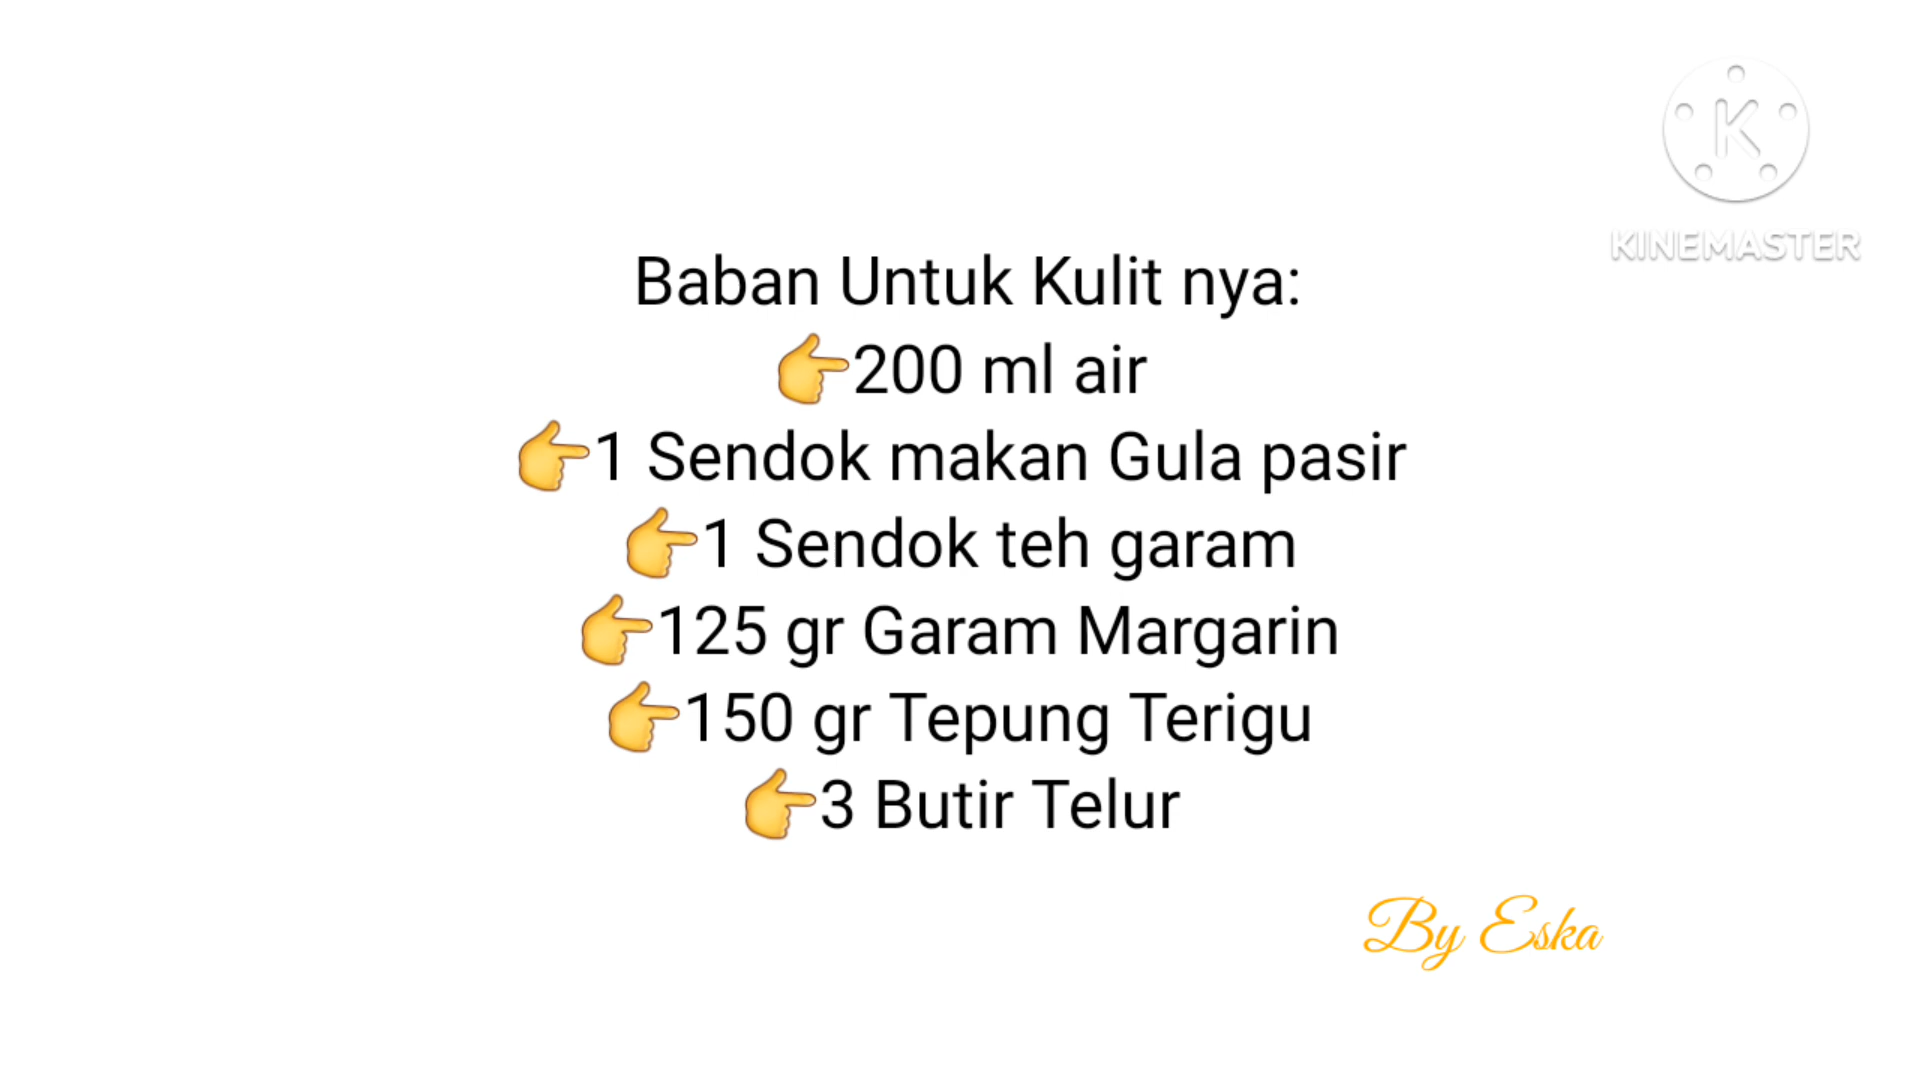 KINEMASTER
Baban Untuk Kulit nya:
👉200 ml air
👉1 Sendok makan Gula pasir
👉1 Sendok teh garam
👉125 gr Garam Margarin
👉150 gr Tepung Terigu
👉3 Butir Telur
By Eska